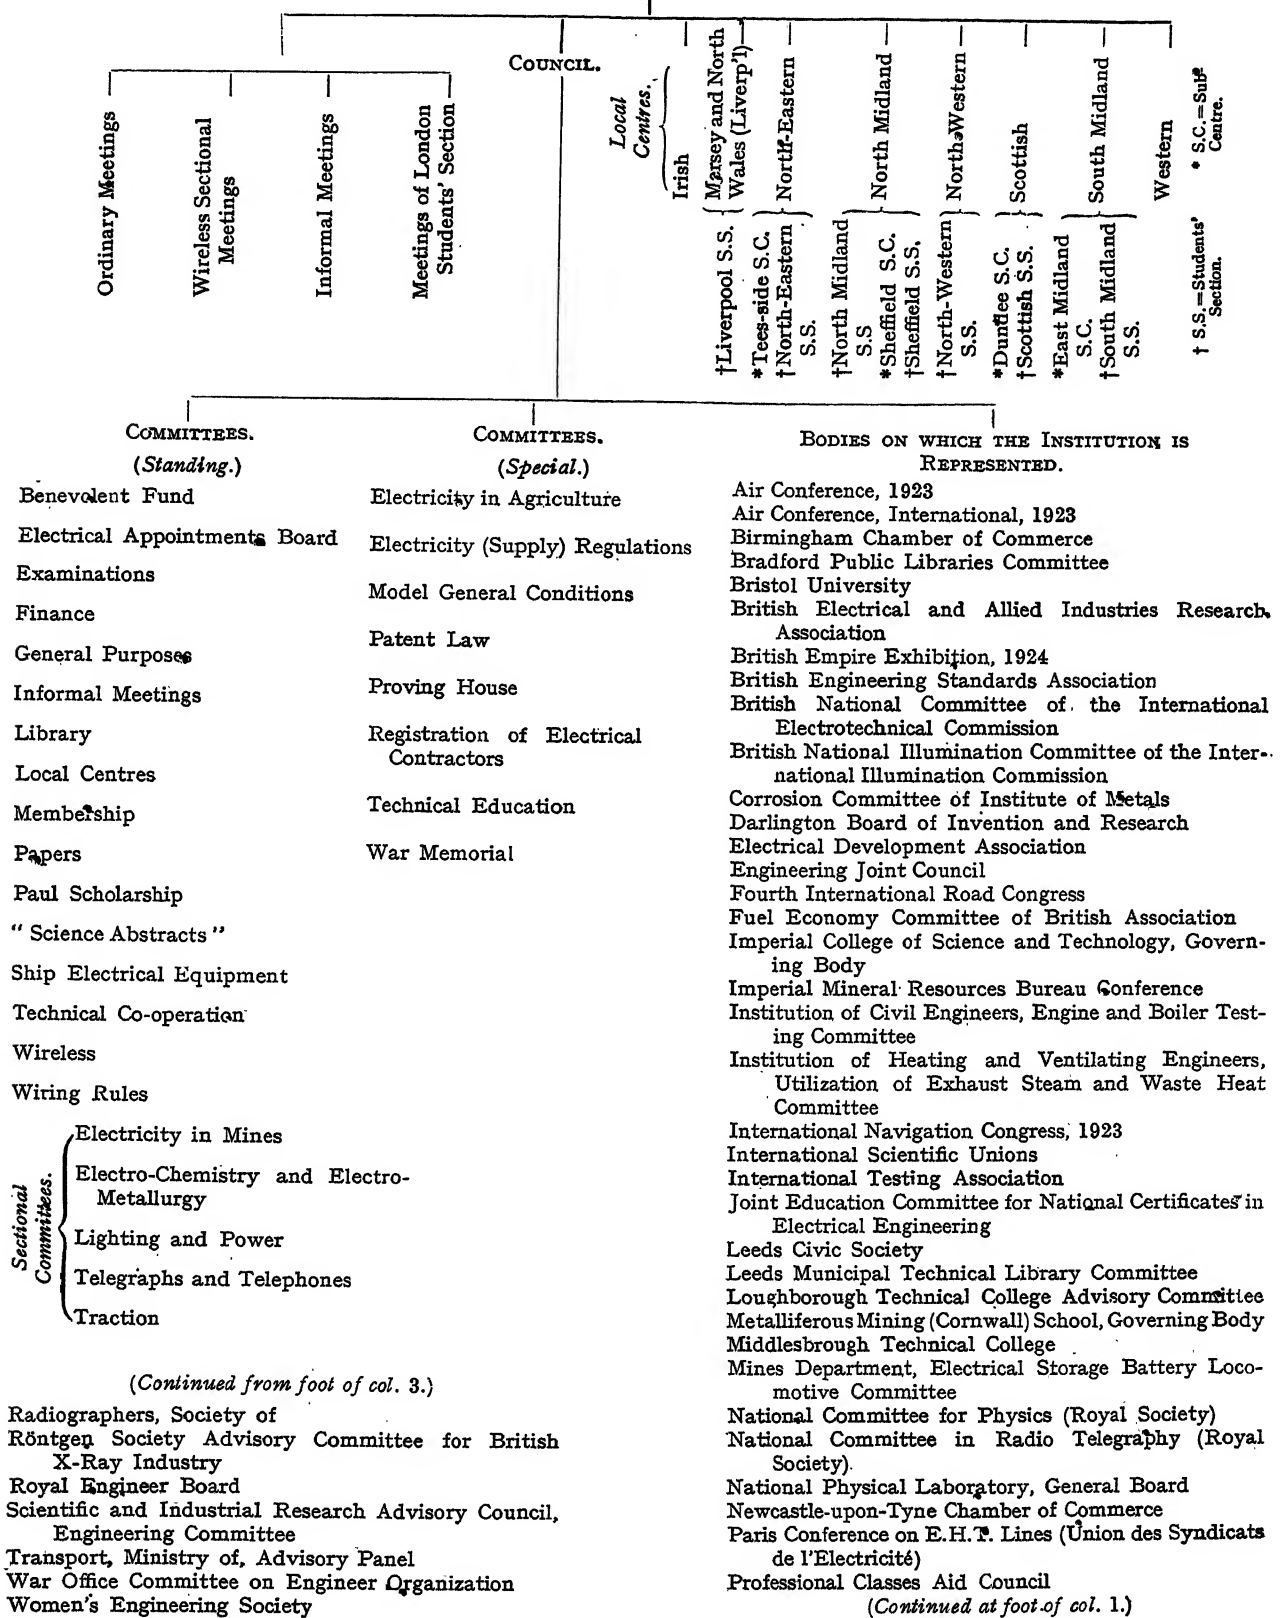 COUNCIL.
Ordinary Meetings
Wireless Sectional
Meetings
Informal Meetings
Meetings of London
Students' Section
Local
Centres.
Irish
Mersey and North
Wales (Liverp'l)
North-Eastern
North Midland
North-Western
Scottish
South Midland
Western
* S.C.=Sub-
Centre.
†Liverpool S.S.
*Tees-side S.C.
†North-Eastern
S.S.
†North Midland
S.S
*Sheffield S.C.
†Sheffield S.S.
†North-Western
S.S.
*Dundee S.C.
†Scottish S.S.
*East Midland
S.C.
†South Midland
S.S.
† S.S.=Students'
Section.
COMMITTEES.
(Standing.)
Benevolent Fund
Electrical Appointments Board
Examinations
Finance
General Purposes
Informal Meetings
Library
Local Centres
Membership
Papers
Paul Scholarship
" Science Abstracts "
Ship Electrical Equipment
Technical Co-operation
Wireless
Wiring Rules
Sectional
Committees.
Electricity in Mines
Electro-Chemistry and Electro-
Metallurgy
Lighting and Power
Telegraphs and Telephones
Traction
COMMITTEES.
(Special.)
Electricity in Agriculture
Electricity (Supply) Regulations
Model General Conditions
Patent Law
Proving House
Registration of Electrical
Contractors
Technical Education
War Memorial
BODIES ON WHICH THE INSTITUTION IS
REPRESENTED.
Air Conference, 1923
Air Conference, International, 1923
Birmingham Chamber of Commerce
Bradford Public Libraries Committee
Bristol University
British Electrical and Allied Industries Research
Association
British Empire Exhibition, 1924
British Engineering Standards Association
British National Committee of the International
Electrotechnical Commission
British National Illumination Committee of the Inter-
national Illumination Commission
Corrosion Committee of Institute of Metals
Darlington Board of Invention and Research
Electrical Development Association
Engineering Joint Council
Fourth International Road Congress
Fuel Economy Committee of British Association
Imperial College of Science and Technology, Govern-
ing Body
Imperial Mineral Resources Bureau Conference
Institution of Civil Engineers, Engine and Boiler Test-
ing Committee
Institution of Heating and Ventilating Engineers,
Utilization of Exhaust Steam and Waste Heat
Committee
International Navigation Congress, 1923
International Scientific Unions
International Testing Association
Joint Education Committee for National Certificates in
Electrical Engineering
Leeds Civic Society
Leeds Municipal Technical Library Committee
Loughborough Technical College Advisory Committee
Metalliferous Mining (Cornwall) School, Governing Body
Middlesbrough Technical College
Mines Department, Electrical Storage Battery Loco-
motive Committee
National Committee for Physics (Royal Society)
National Committee in Radio Telegraphy (Royal
Society).
National Physical Laboratory, General Board
Newcastle-upon-Tyne Chamber of Commerce
Paris Conference on E.H.T. Lines (Union des Syndicats
de l'Electricité)
Professional Classes Aid Council
(Continued at foot of col. 1.)
(Continued from foot of col. 3.)
Radiographers, Society of
Röntgen Society Advisory Committee for British
X-Ray Industry
Royal Engineer Board
Scientific and Industrial Research Advisory Council,
Engineering Committee
Transport, Ministry of, Advisory Panel
War Office Committee on Engineer Organization
Women's Engineering Society